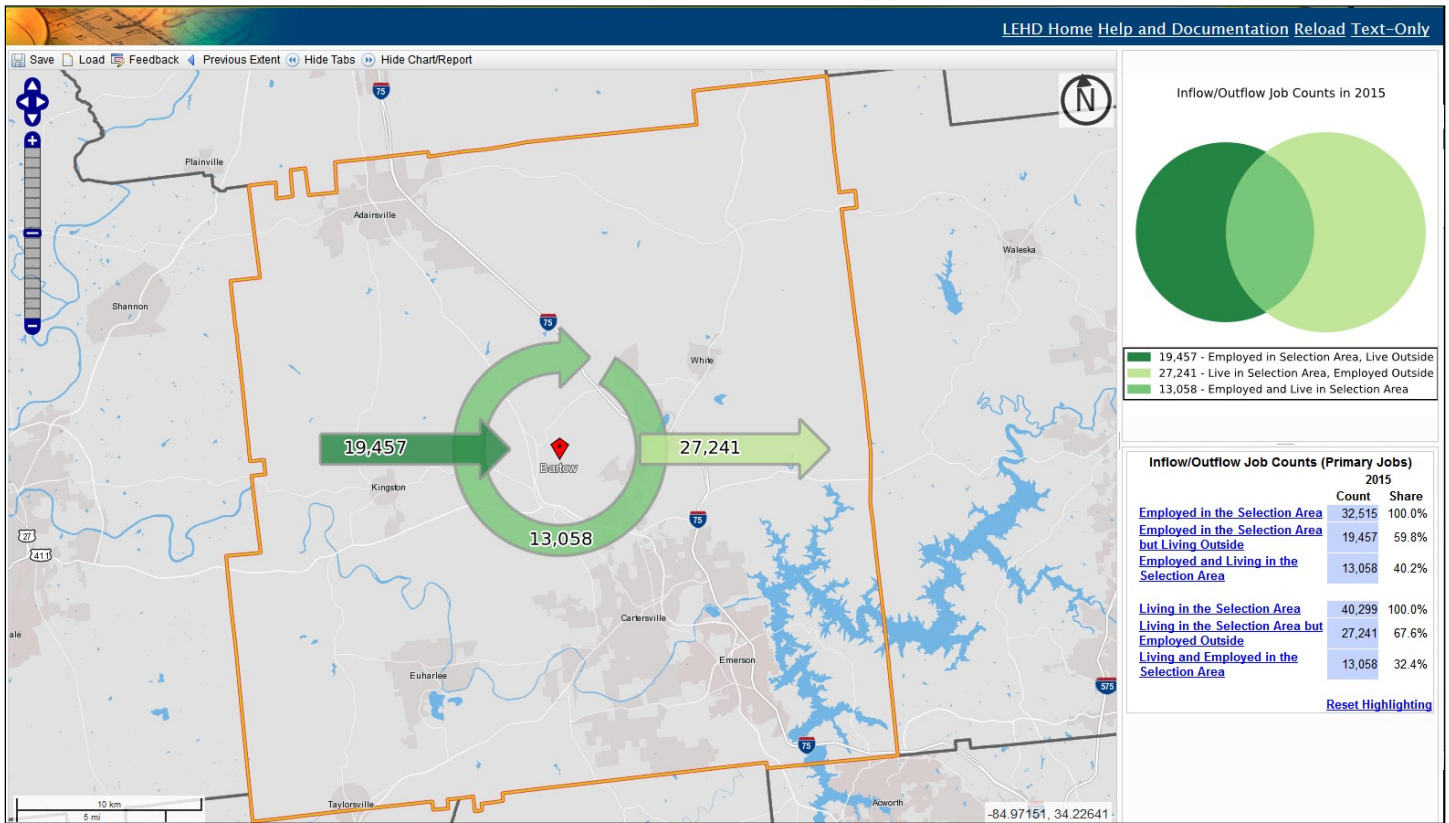 LEHD Home Help and Documentation Reload Text-Only
Save Load Feedback Previous Extent Hide Tabs Hide Chart/Report
75
N
Plainville
Adairsville
Waleska
Shannon
75
White
19,457
27,241
Bartow
Kingston
13,058
75
27
411
Cartersville
ale
Emerson
Euharlee
575
75
10 km
5 mi
Taylorsville
Acworth
-84.97151, 34.22641
Inflow/Outflow Job Counts in 2015
19,457 - Employed in Selection Area, Live Outside
27,241 - Live in Selection Area, Employed Outside
13,058 - Employed and Live in Selection Area
Inflow/Outflow Job Counts (Primary Jobs)
2015
Count Share
Employed in the Selection Area 32,515 100.0%
Employed in the Selection Area
but Living Outside 19,457 59.8%
Employed and Living in the
Selection Area 13,058 40.2%
Living in the Selection Area 40,299 100.0%
Living in the Selection Area but
Employed Outside 27,241 67.6%
Living and Employed in the
Selection Area 13,058 32.4%
Reset Highlighting